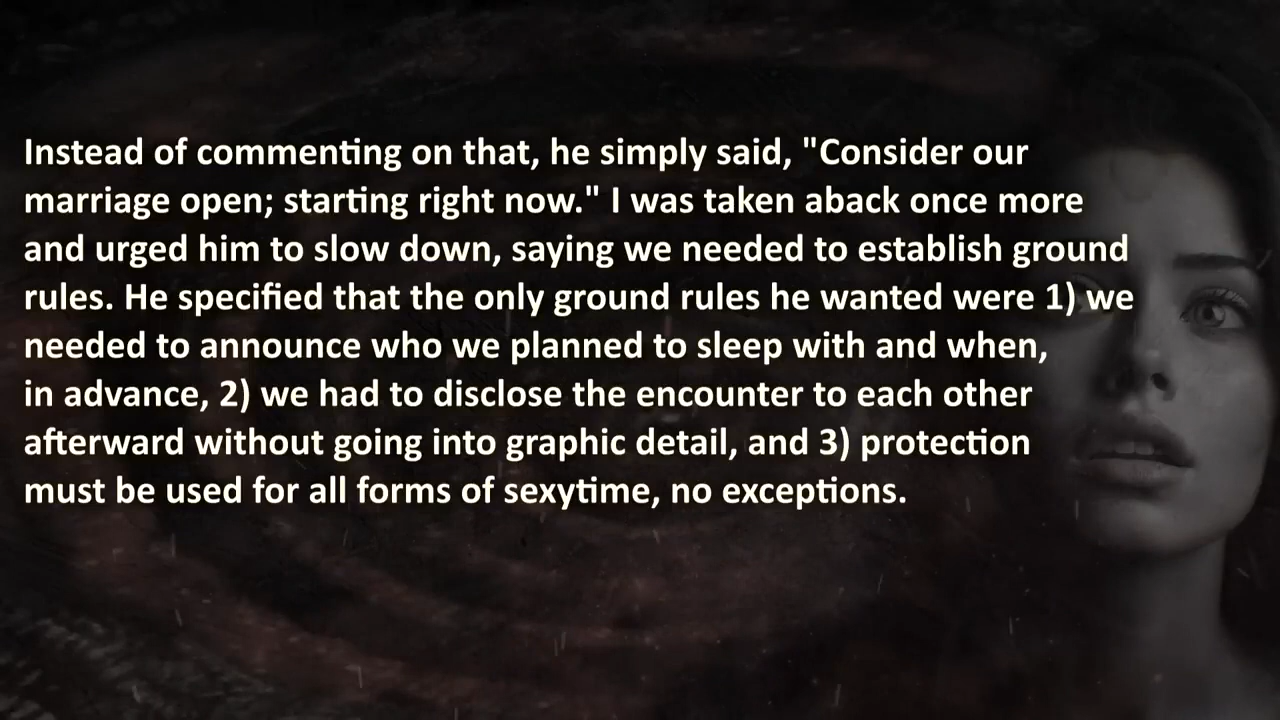 Instead of commenting on that, he simply said, "Consider our
marriage open; starting right now." I was taken aback once more
and urged him to slow down, saying we needed to establish ground
rules. He specified that the only ground rules he wanted were 1) we
needed to announce who we planned to sleep with and when,
in advance, 2) we had to disclose the encounter to each other
afterward without going into graphic detail, and 3) protection
must be used for all forms of sexytime, no exceptions.